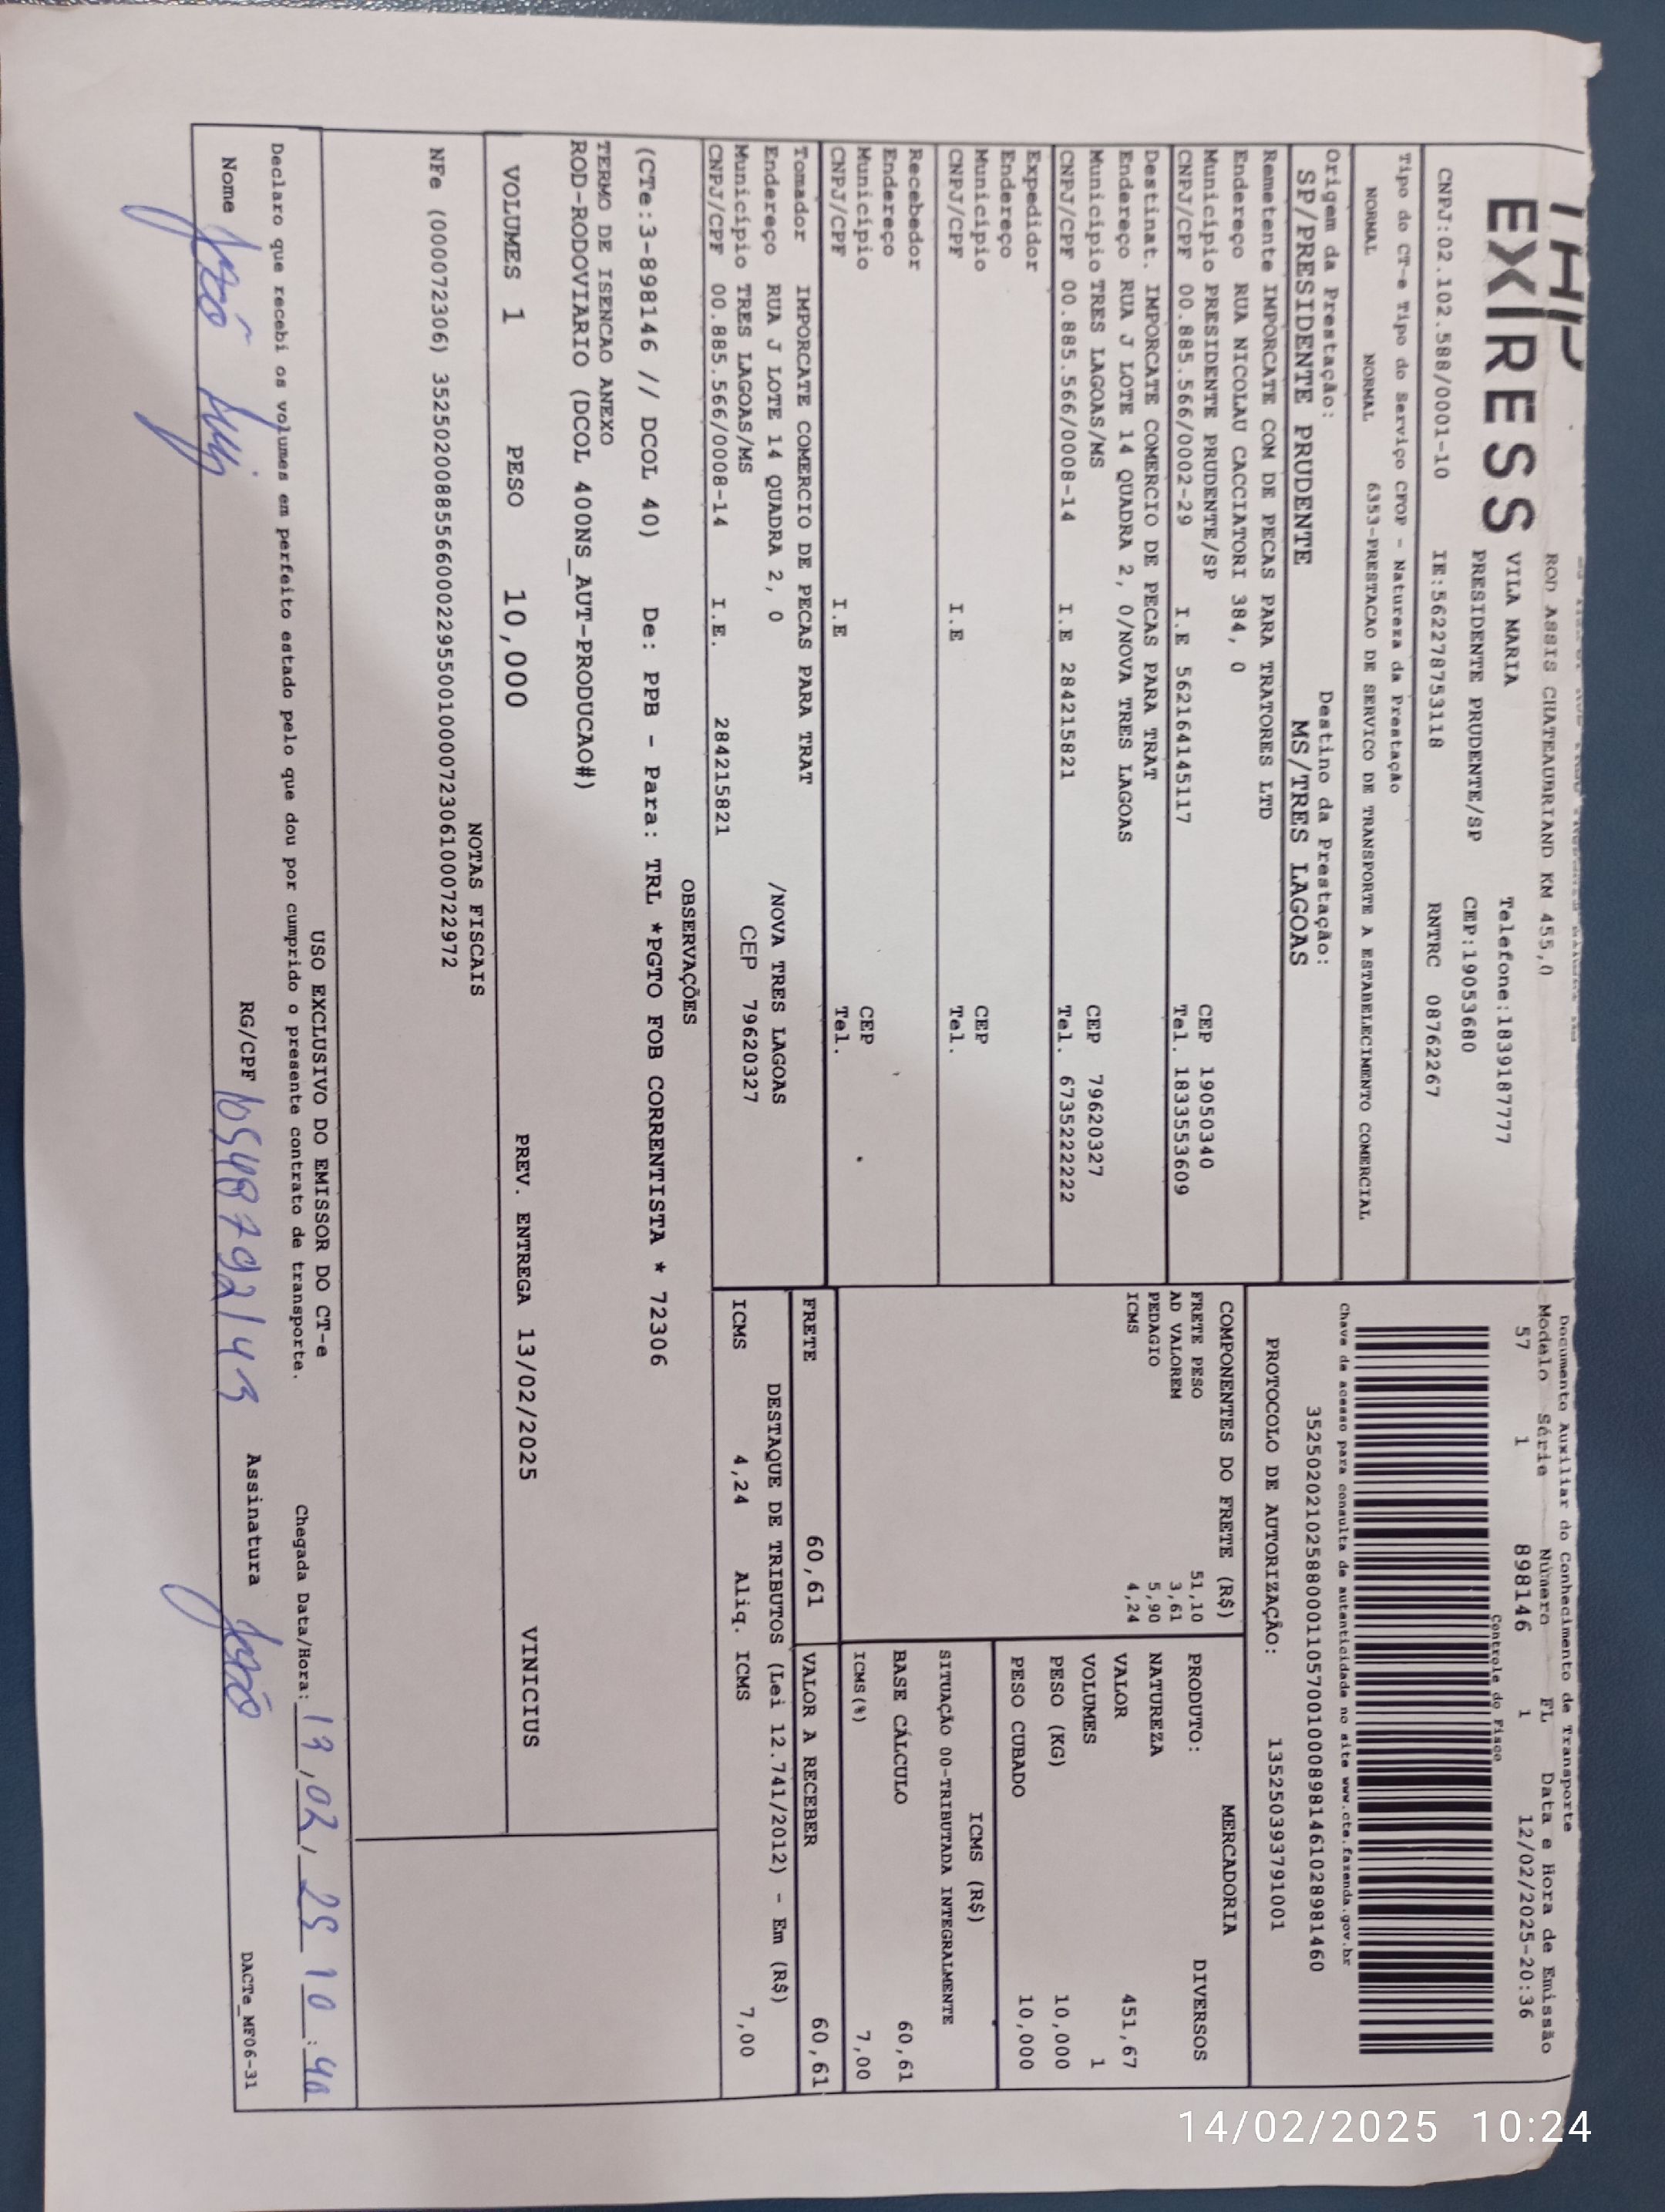 EXPRESS
ROD ASSIS CHATEAUBRIAND KM 455,0
VILA MARIA Telefone:1839187777
PRESIDENTE PRUDENTE/SP CEP:19053680
CNPJ:02.102.588/0001-10 IE:562278753118 RNTRC 08762267
Tipo do CT-e Tipo do Serviço CFOP - Natureza da Prestação
NORMAL NORMAL 6353-PRESTACAO DE SERVICO DE TRANSPORTE A ESTABELECIMENTO COMERCIAL
Origem da Prestação: Destino da Prestação:
SP/PRESIDENTE PRUDENTE MS/TRES LAGOAS
Remetente IMPORCATE COM DE PECAS PARA TRATORES LTD
Endereço RUA NICOLAU CACCIATORI 384, 0
Município PRESIDENTE PRUDENTE/SP CEP 19050340
CNPJ/CPF 00.885.566/0002-29 I.E 562164145117 Tel. 1833553609
Destinat. IMPORCATE COMERCIO DE PECAS PARA TRAT
Endereço RUA J LOTE 14 QUADRA 2, 0/NOVA TRES LAGOAS
Município TRES LAGOAS/MS CEP 79620327
CNPJ/CPF 00.885.566/0008-14 I.E 284215821 Tel. 6735222222
Expedidor
Endereço
Município CEP
CNPJ/CPF I.E Tel.
Recebedor
Endereço
Município CEP
CNPJ/CPF I.E Tel.
Tomador IMPORCATE COMERCIO DE PECAS PARA TRAT
Endereço RUA J LOTE 14 QUADRA 2, 0 /NOVA TRES LAGOAS
Município TRES LAGOAS/MS CEP 79620327
CNPJ/CPF 00.885.566/0008-14 I.E. 284215821
Documento Auxiliar do Conhecimento de Transporte
Modelo Série Número FL Data e Hora de Emissão
57 1 898146 1 12/02/2025-20:36
Controle do Fisco
Chave de acesso para consulta de autenticidade no site www.cte.fazenda.gov.br
35250202102588000110570010008981461028981460
PROTOCOLO DE AUTORIZAÇÃO: 135250393791001
COMPONENTES DO FRETE (R$)
FRETE PESO 51,10
AD VALOREM 3,61
PEDAGIO 5,90
ICMS 4,24
MERCADORIA
PRODUTO: DIVERSOS
NATUREZA
VALOR 451,67
VOLUMES 1
PESO (KG) 10,000
PESO CUBADO 10,000
ICMS (R$)
SITUAÇÃO 00-TRIBUTADA INTEGRALMENTE
BASE CÁLCULO 60,61
ICMS(%) 7,00
FRETE 60,61 VALOR A RECEBER 60,61
DESTAQUE DE TRIBUTOS (Lei 12.741/2012) - Em (R$)
ICMS 4,24 Aliq. ICMS 7,00
OBSERVAÇÕES
(CTe:3-898146 // DCOL 40) De: PPB - Para: TRL *PGTO FOB CORRENTISTA * 72306
TERMO DE ISENCAO ANEXO
ROD-RODOVIARIO (DCOL 400NS_AUT-PRODUCAO#)
VOLUMES 1 PESO 10,000 PREV. ENTREGA 13/02/2025 VINICIUS
NOTAS FISCAIS
NFe (000072306) 35250200885566000229550010000723061000722972
USO EXCLUSIVO DO EMISSOR DO CT-e
Declaro que recebi os volumes em perfeito estado pelo que dou por cumprido o presente contrato de transporte. Chegada Data/Hora: 13,02,25 10:40
Nome João Luiz RG/CPF Assinatura João DACTe_MF06-31
14/02/2025 10:24